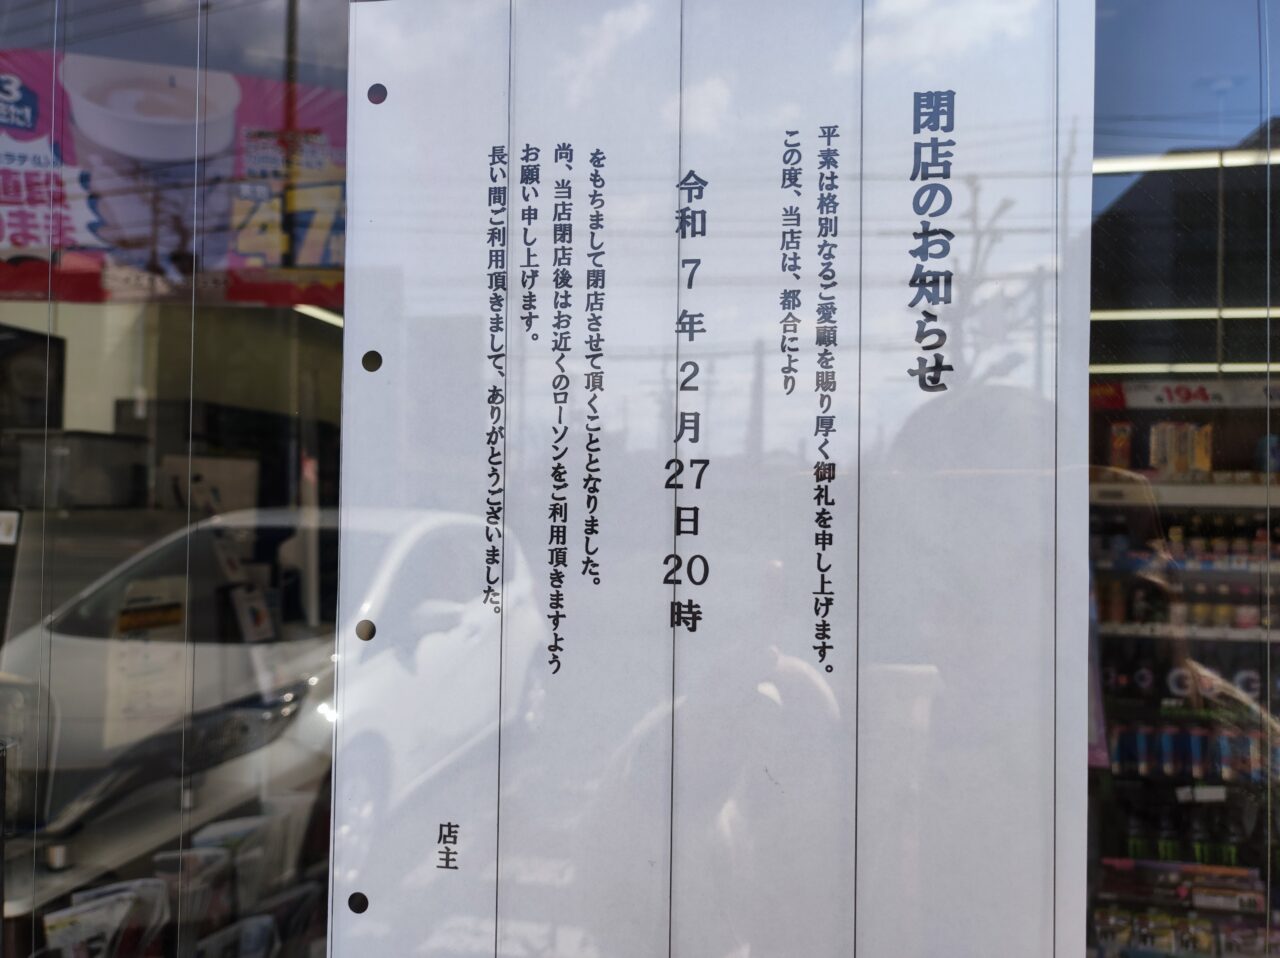 閉店のお知らせ
平素は格別なるご愛顧を賜り厚く御礼を申し上げます。
この度、当店は、都合により
令和7年2月27日20時
をもちまして閉店させて頂くこととなりました。
尚、当店閉店後はお近くのローソンをご利用頂きますよう
お願い申し上げます。
長い間ご利用頂きまして、ありがとうございました。
店主
194